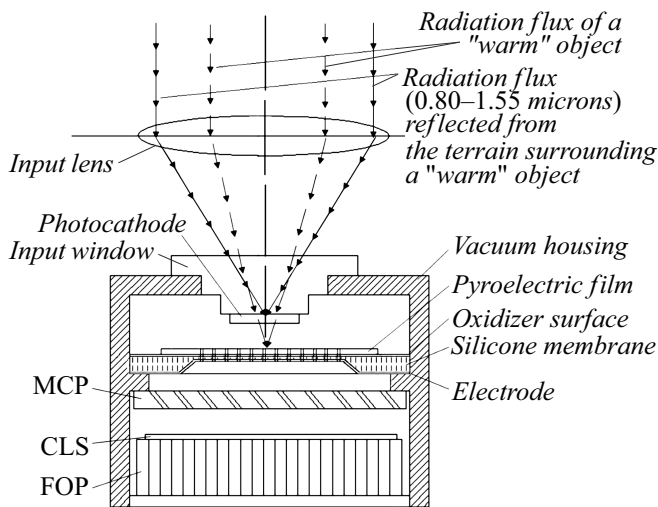 Radiation flux of a
"warm" object
Radiation flux
(0.80–1.55 microns)
reflected from
the terrain surrounding
a "warm" object
Input lens
Photocathode
Input window
Vacuum housing
Pyroelectric film
Oxidizer surface
Silicone membrane
Electrode
MCP
CLS
FOP